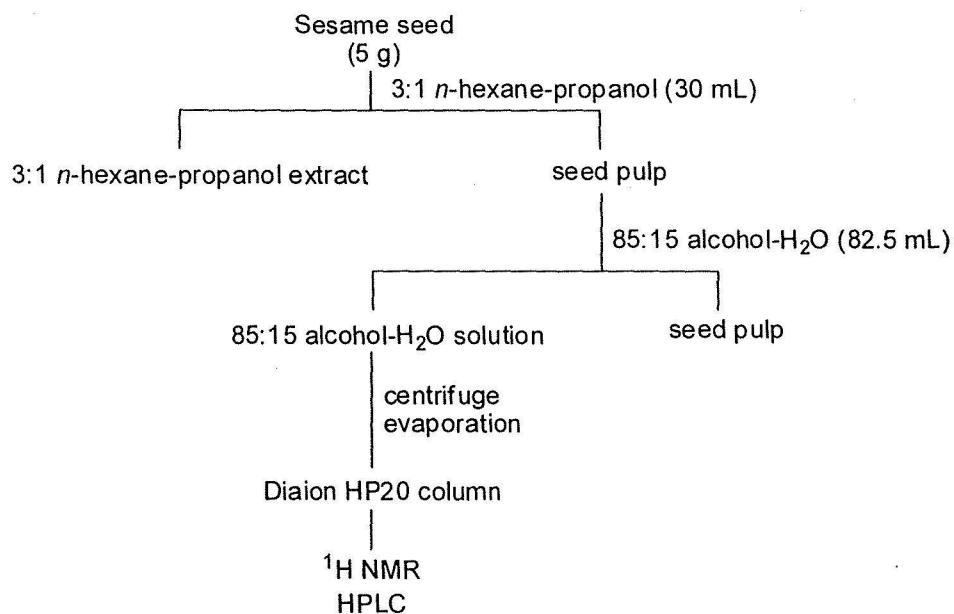 Sesame seed
(5 g)
3:1 n-hexane-propanol (30 mL)
3:1 n-hexane-propanol extract
seed pulp
85:15 alcohol-H₂O (82.5 mL)
85:15 alcohol-H₂O solution
seed pulp
centrifuge
evaporation
Diaion HP20 column
¹H NMR
HPLC